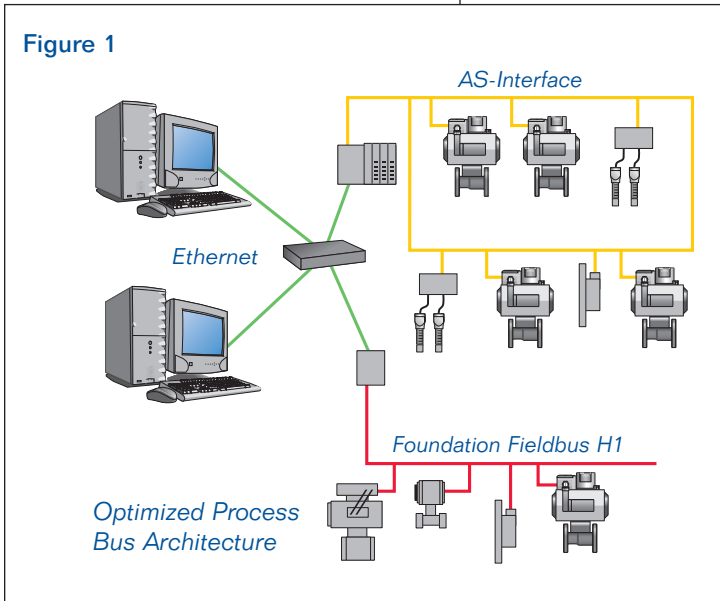 Figure 1
AS-Interface
Ethernet
Foundation Fieldbus H1
Optimized Process
Bus Architecture